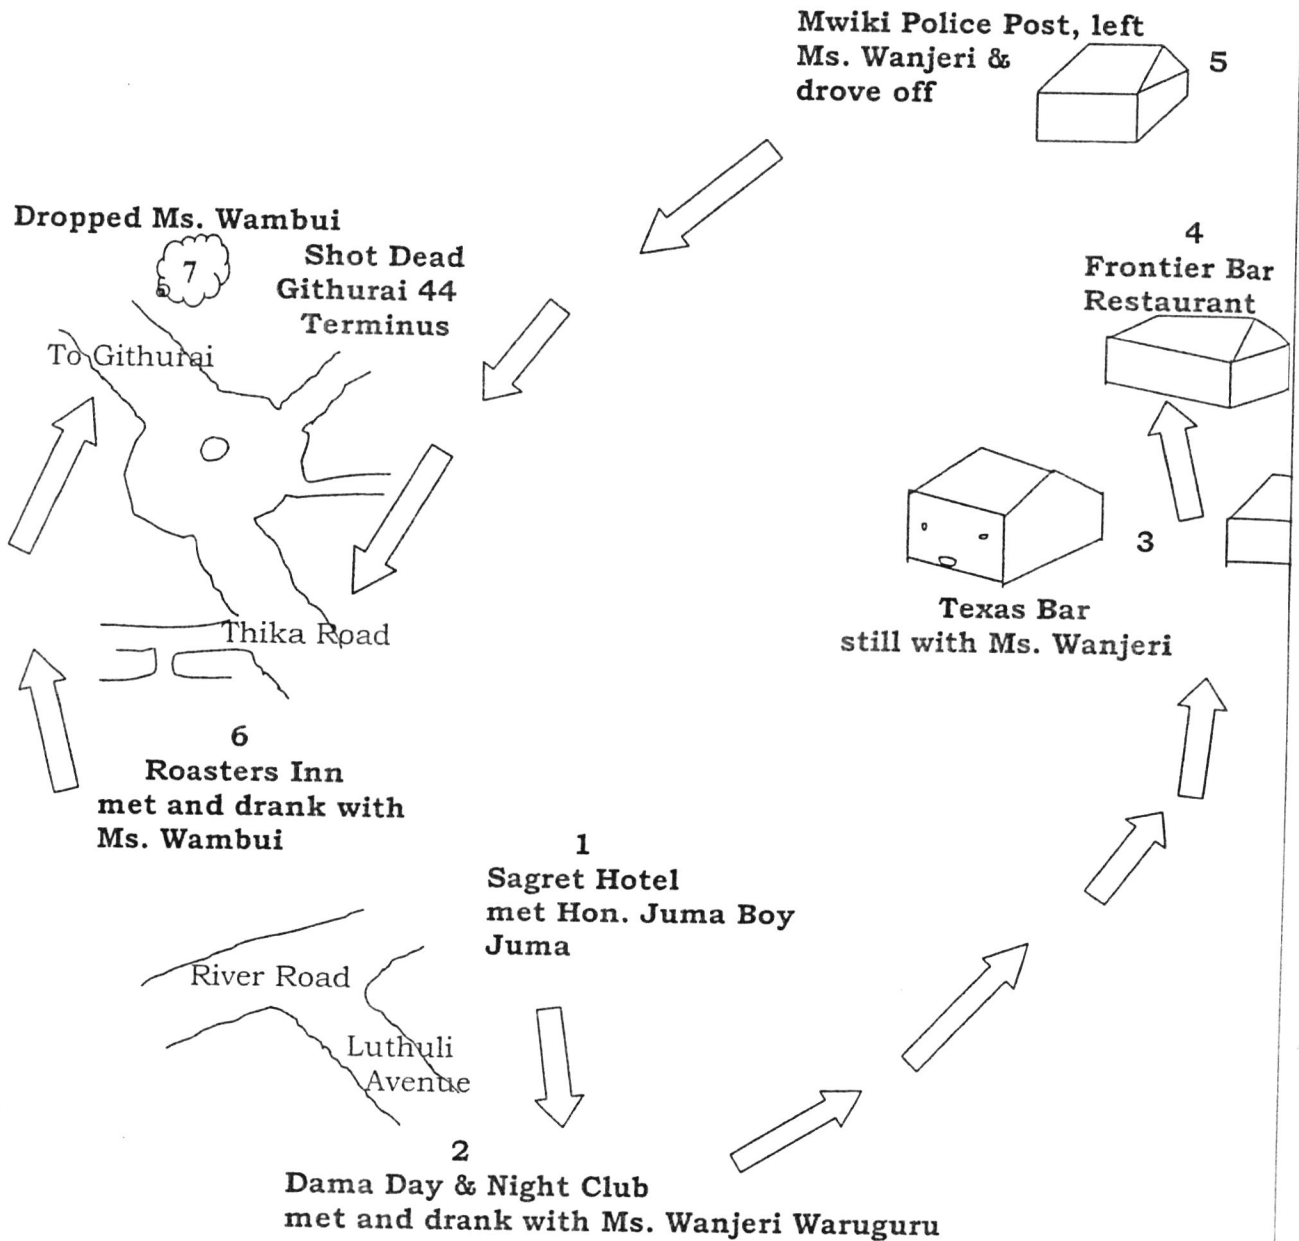 Mwiki Police Post, left
Ms. Wanjeri &
drove off
5
Dropped Ms. Wambui
7
Shot Dead
Githurai 44
Terminus
To Githurai
4
Frontier Bar
Restaurant
3
Texas Bar
still with Ms. Wanjeri
Thika Road
6
Roasters Inn
met and drank with
Ms. Wambui
1
Sagret Hotel
met Hon. Juma Boy
Juma
River Road
Luthuli
Avenue
2
Dama Day & Night Club
met and drank with Ms. Wanjeri Waruguru